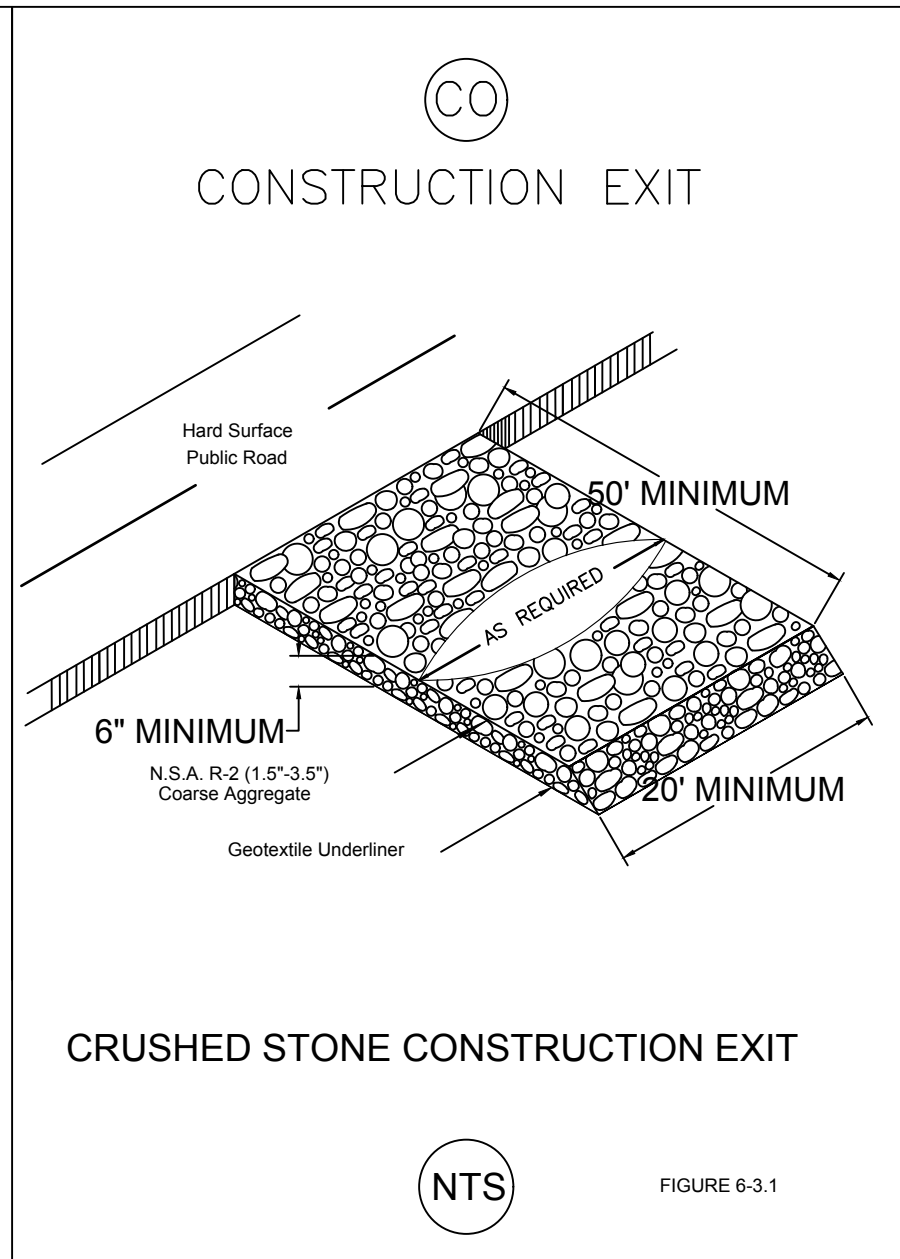 CO
CONSTRUCTION EXIT
Hard Surface
Public Road
50' MINIMUM
AS REQUIRED
6" MINIMUM
N.S.A. R-2 (1.5"-3.5")
Coarse Aggregate
20' MINIMUM
Geotextile Underliner
CRUSHED STONE CONSTRUCTION EXIT
NTS
FIGURE 6-3.1